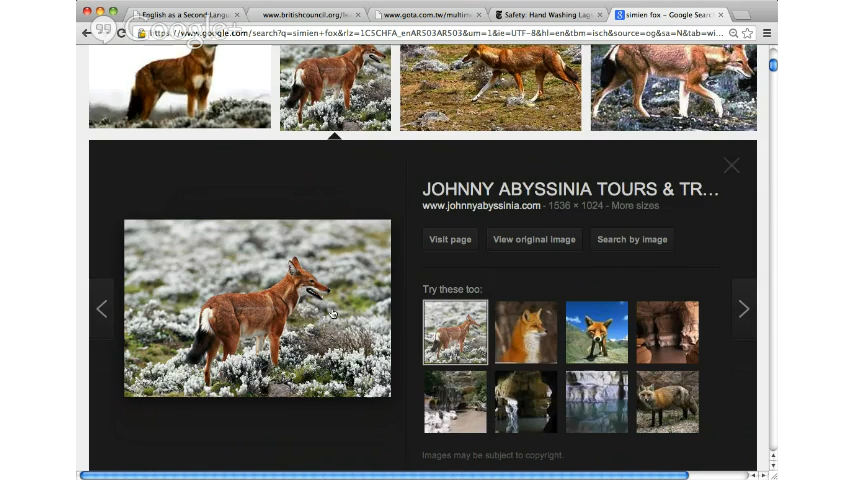 English as a Second Langu
www.britishcouncil.org/lea
www.gota.com.tw/multim
Safety: Hand Washing Lag
simien fox - Google Searc
Google+
https://www.google.com/search?q=simien+fox&rlz=1C5CHFA_enAR503AR503&um=1&ie=UTF-8&hl=en&tbm=isch&source=og&sa=N&tab=wi...
JOHNNY ABYSSINIA TOURS & TR...
www.johnnyabyssinia.com - 1536 × 1024 - More sizes
Visit page
View original image
Search by image
Try these too:
Images may be subject to copyright.